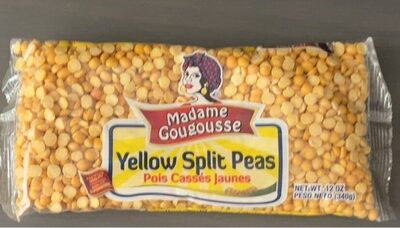 Madame
Gougousse
Yellow Split Peas
Pois Cassés Jaunes
NET WT. 12 OZ
PESO NETO (340g)